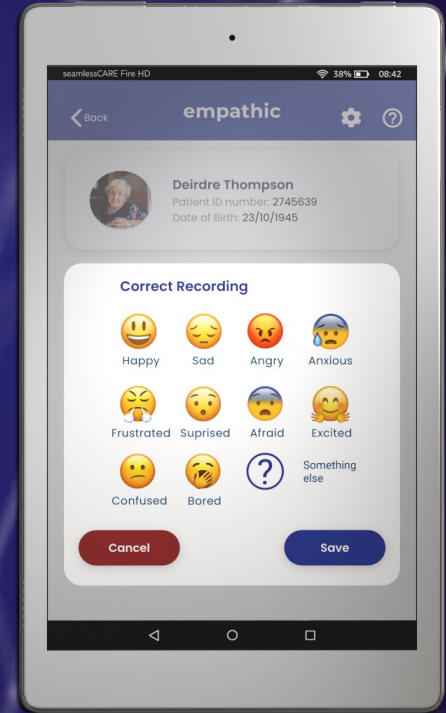 seamlessCARE Fire HD 38% 08:42
Back empathic
Deirdre Thompson
Patient ID number: 2745639
Date of Birth: 23/10/1945
Correct Recording
Happy Sad Angry Anxious
Frustrated Suprised Afraid Excited
Confused Bored Something
else
Cancel Save